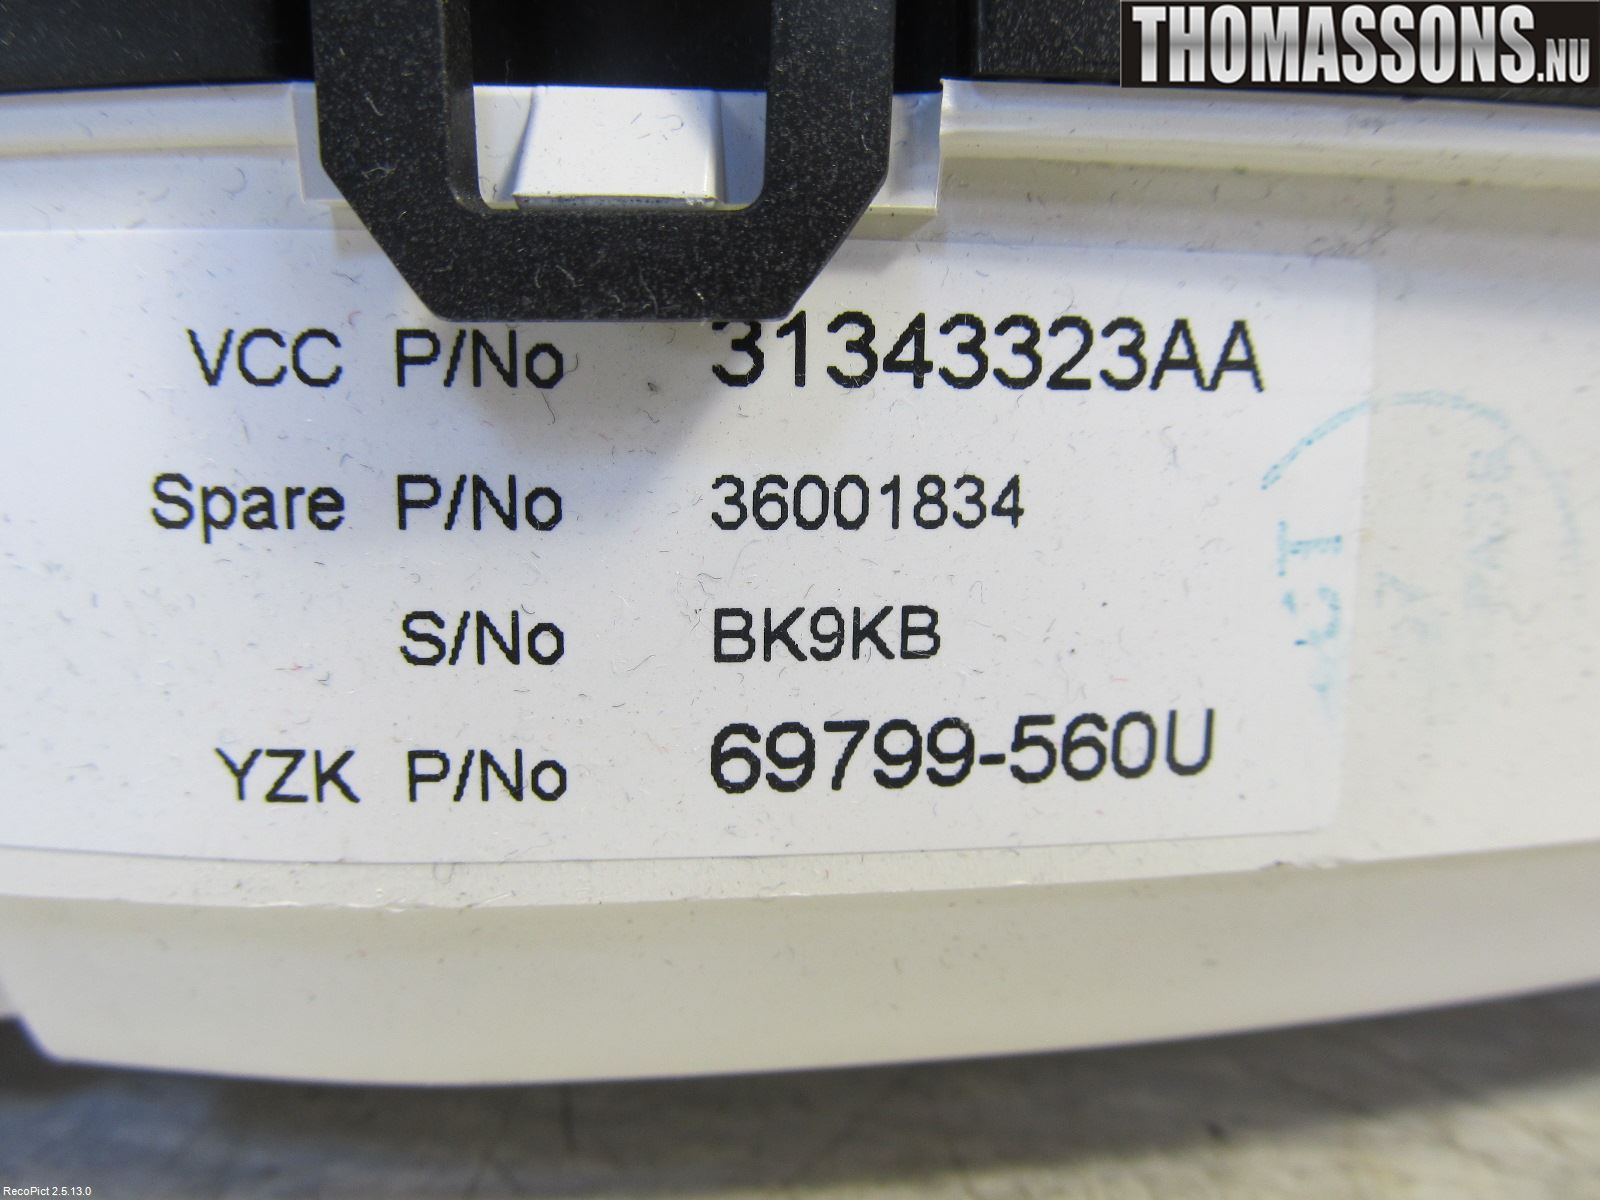 THOMASSONS.NU
VCC P/No 31343323AA
Spare P/No 36001834
S/No BK9KB
YZK P/No 69799-560U
RecoPict 2.5.13.0